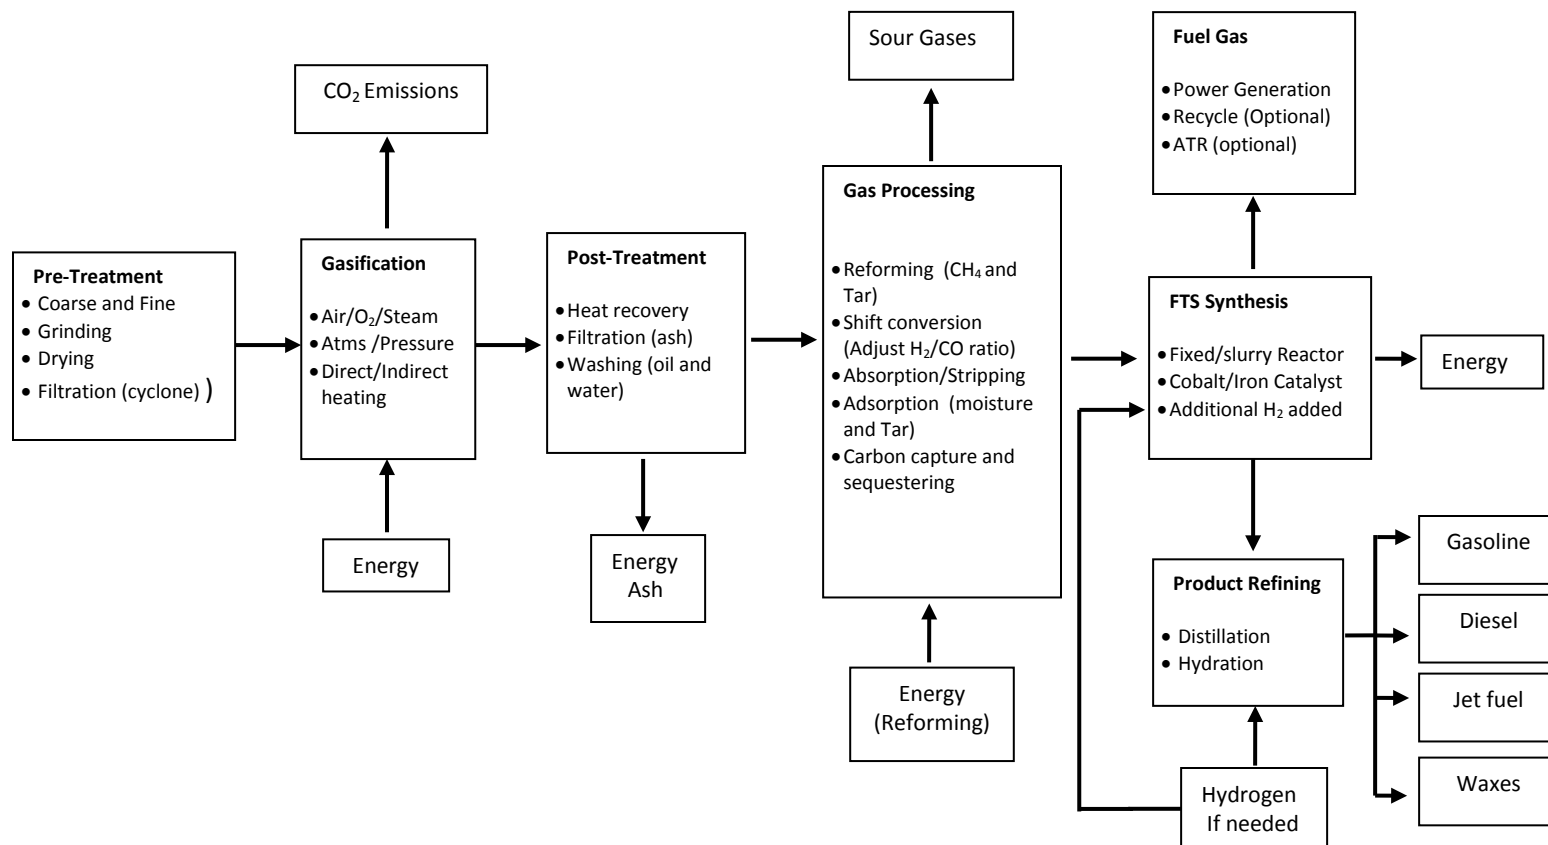 Sour Gases
CO₂ Emissions
Fuel Gas
• Power Generation
• Recycle (Optional)
• ATR (optional)
Pre-Treatment
• Coarse and Fine
• Grinding
• Drying
• Filtration (cyclone) )
Gasification
• Air/O₂/Steam
• Atms /Pressure
• Direct/Indirect
heating
Post-Treatment
• Heat recovery
• Filtration (ash)
• Washing (oil and
water)
Gas Processing
• Reforming (CH₄ and
Tar)
• Shift conversion
(Adjust H₂/CO ratio)
• Absorption/Stripping
• Adsorption (moisture
and Tar)
• Carbon capture and
sequestering
FTS Synthesis
• Fixed/slurry Reactor
• Cobalt/Iron Catalyst
• Additional H₂ added
Energy
Energy
Energy
Ash
Energy
(Reforming)
Product Refining
• Distillation
• Hydration
Hydrogen
If needed
Gasoline
Diesel
Jet fuel
Waxes